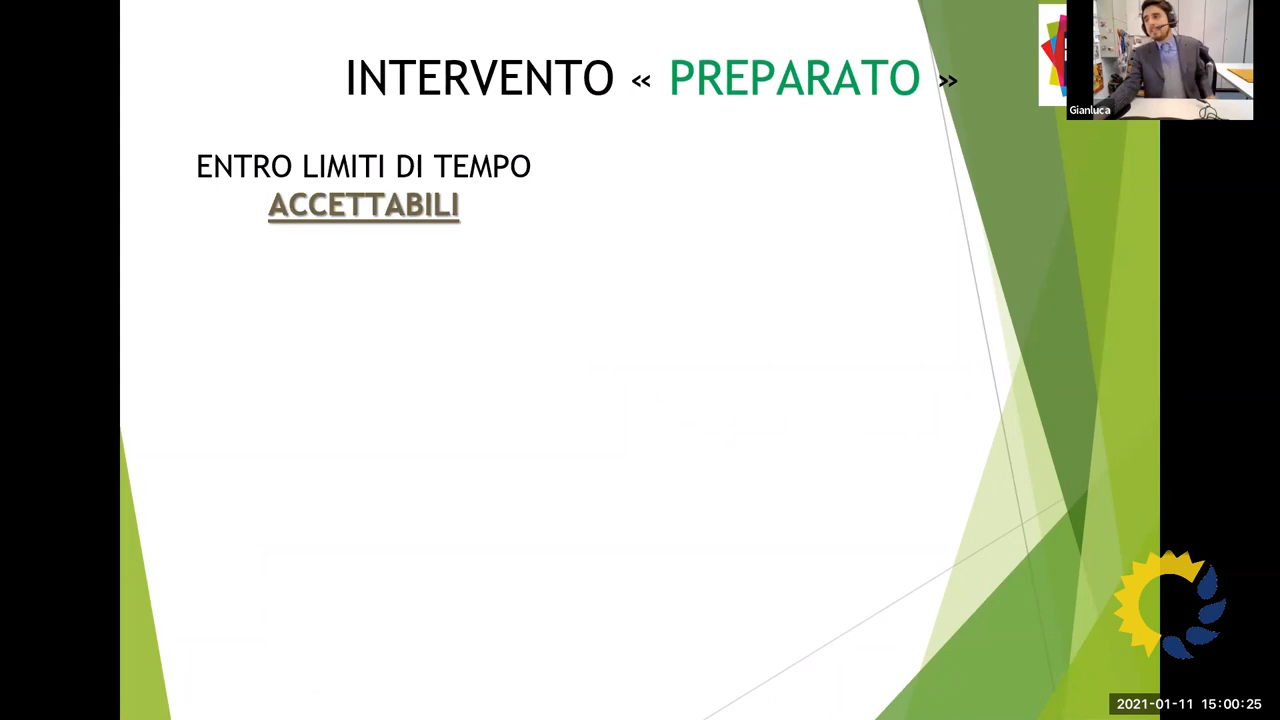 INTERVENTO « PREPARATO »
Gianluca
ENTRO LIMITI DI TEMPO
ACCETTABILI
2021-01-11 15:00:25